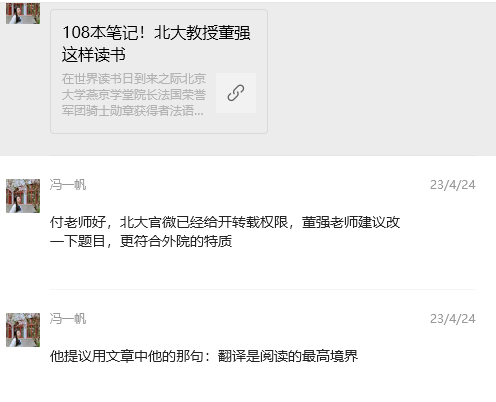 108本笔记！北大教授董强
这样读书
在世界读书日到来之际北京
大学燕京学堂院长法国荣誉
军团骑士勋章获得者法语...
冯一帆
23/4/24
付老师好，北大官微已经给开转载权限，董强老师建议改
一下题目，更符合外院的特质
冯一帆
23/4/24
他提议用文章中他的那句：翻译是阅读的最高境界